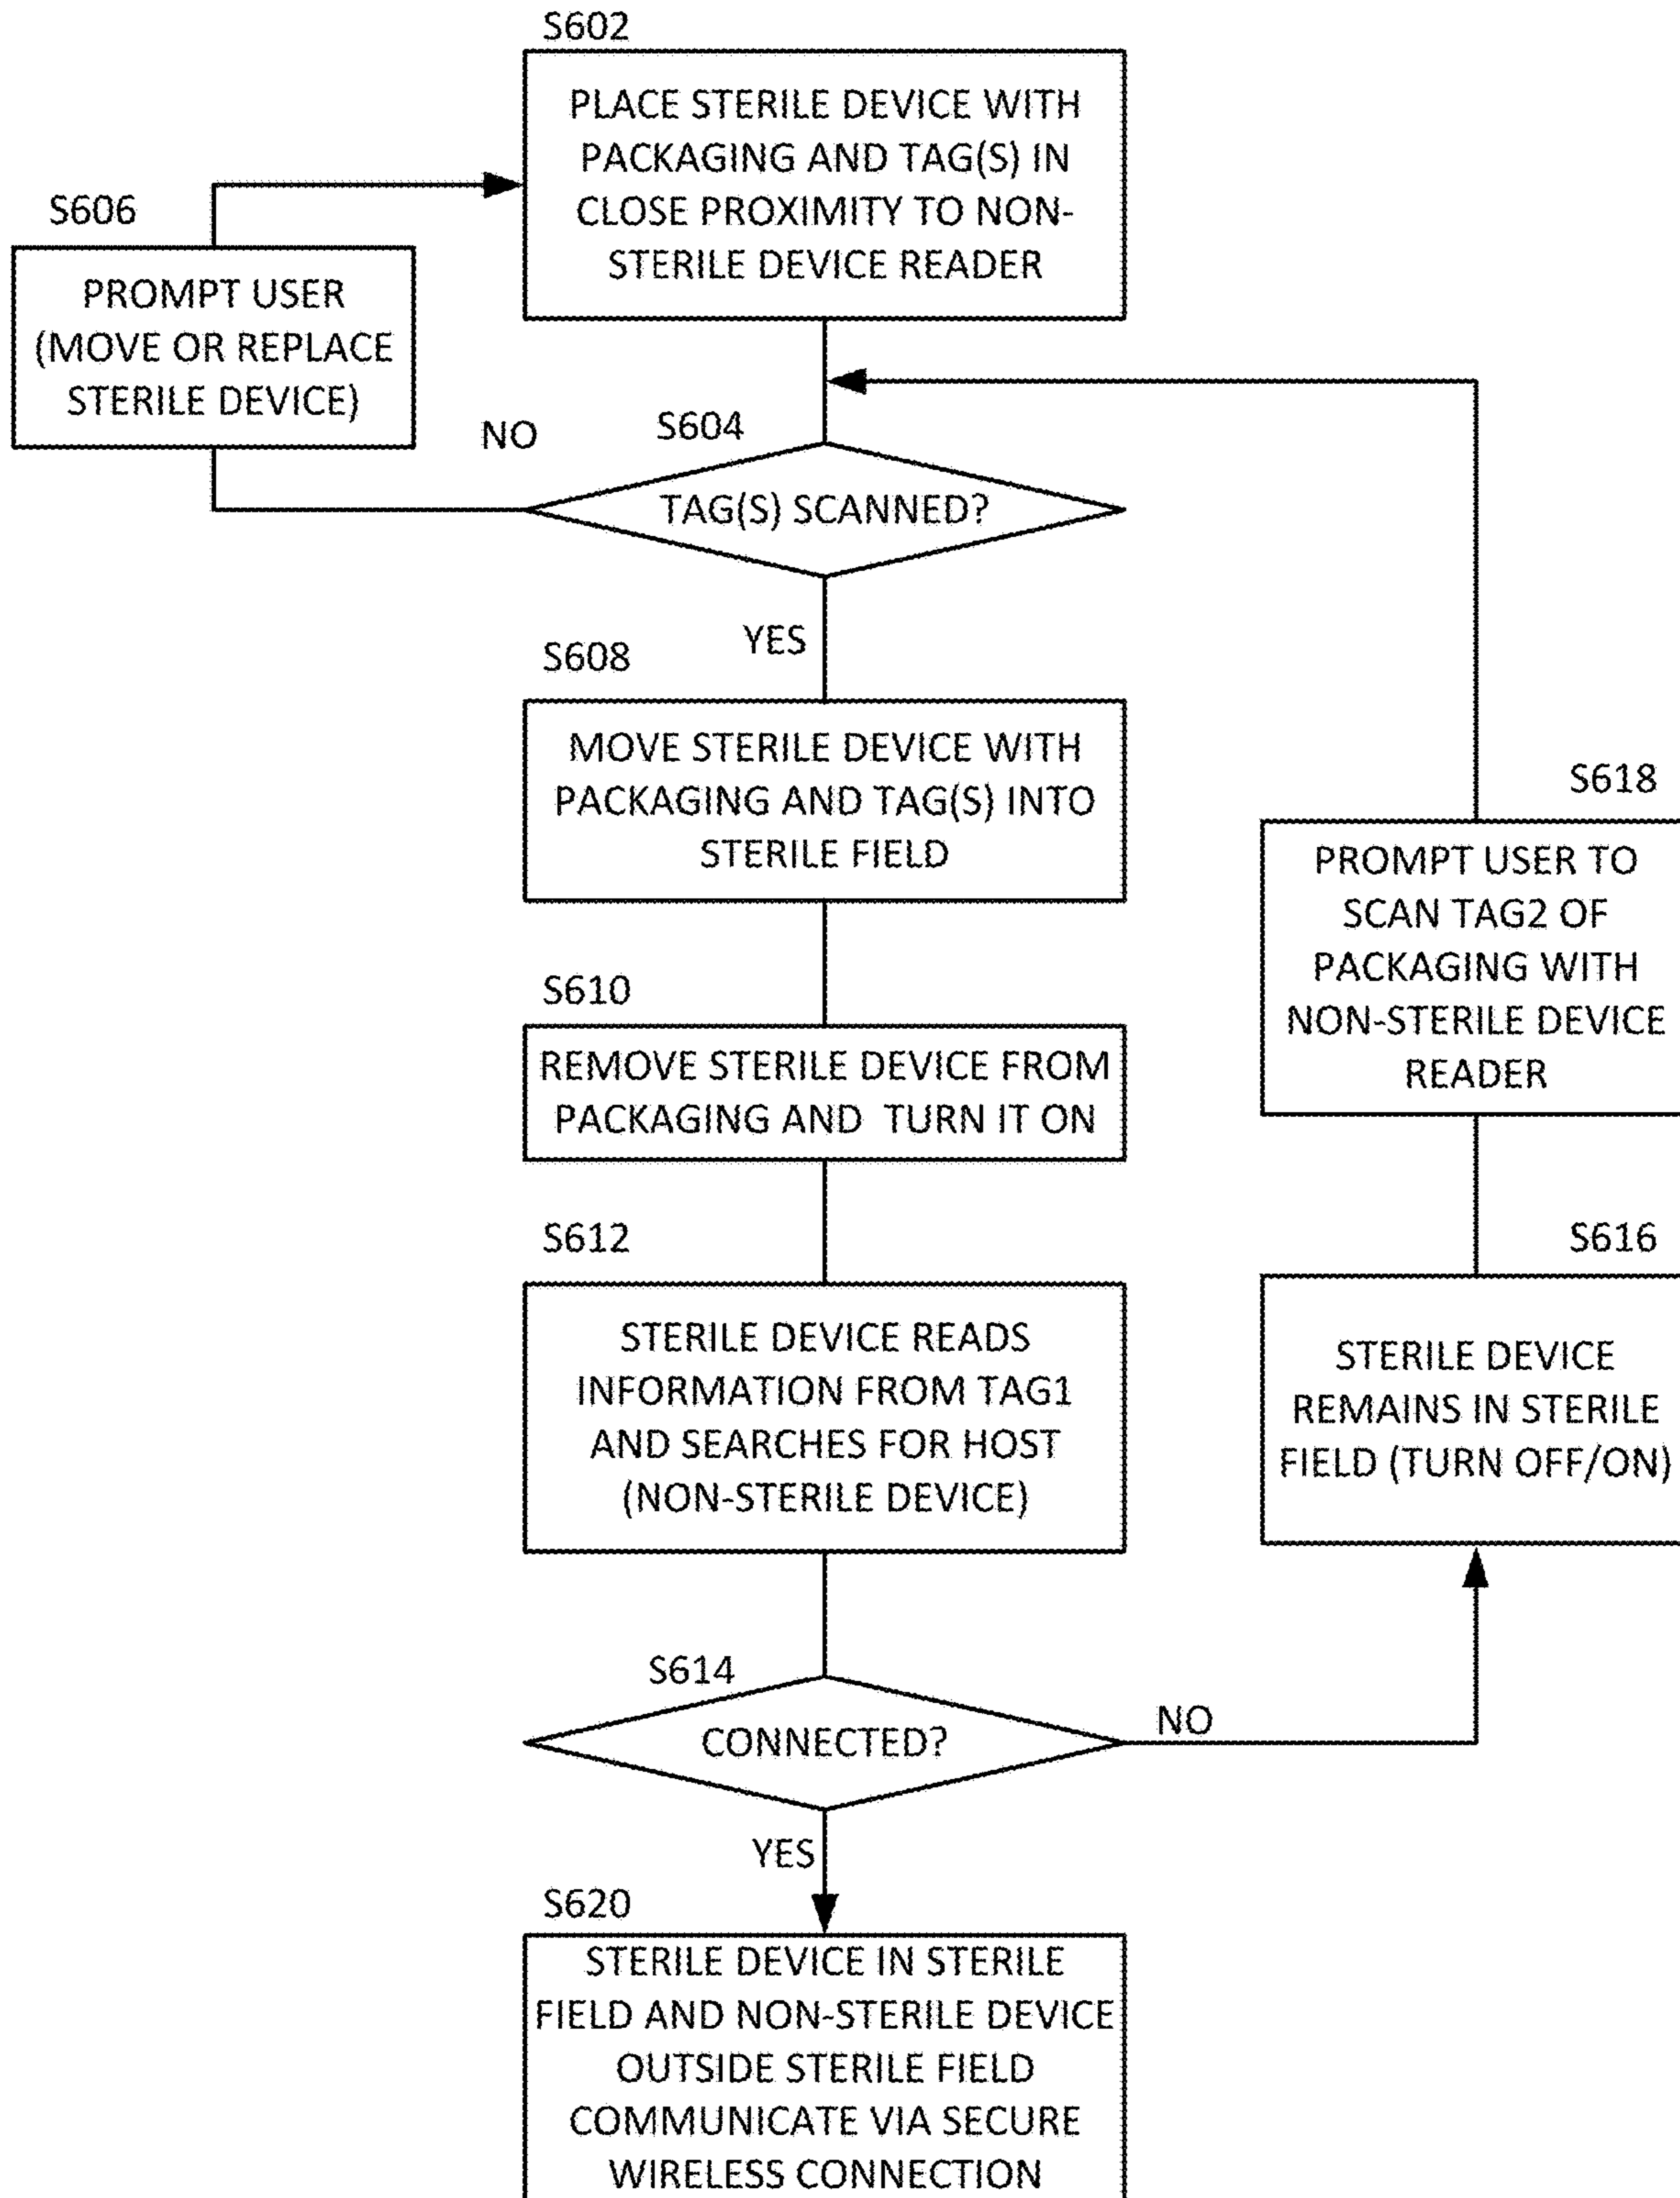 S602
PLACE STERILE DEVICE WITH
PACKAGING AND TAG(S) IN
CLOSE PROXIMITY TO NON-
STERILE DEVICE READER
S606
PROMPT USER
(MOVE OR REPLACE
STERILE DEVICE)
NO
S604
TAG(S) SCANNED?
YES
S608
MOVE STERILE DEVICE WITH
PACKAGING AND TAG(S) INTO
STERILE FIELD
S610
REMOVE STERILE DEVICE FROM
PACKAGING AND TURN IT ON
S612
STERILE DEVICE READS
INFORMATION FROM TAG1
AND SEARCHES FOR HOST
(NON-STERILE DEVICE)
S614
CONNECTED?
NO
S616
STERILE DEVICE
REMAINS IN STERILE
FIELD (TURN OFF/ON)
S618
PROMPT USER TO
SCAN TAG2 OF
PACKAGING WITH
NON-STERILE DEVICE
READER
YES
S620
STERILE DEVICE IN STERILE
FIELD AND NON-STERILE DEVICE
OUTSIDE STERILE FIELD
COMMUNICATE VIA SECURE
WIRELESS CONNECTION